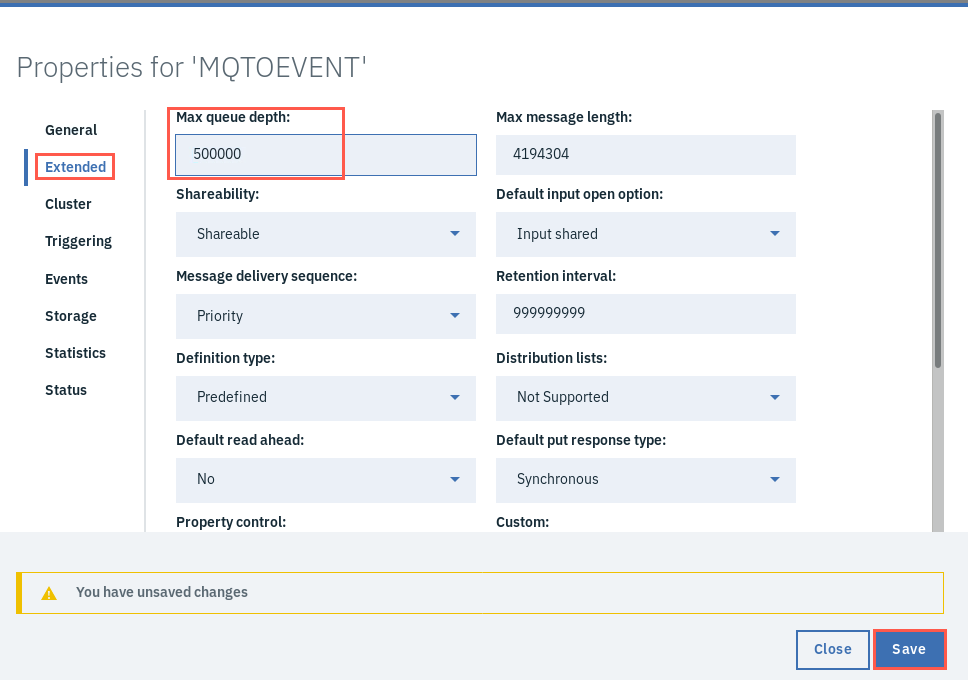 Properties for 'MQTOEVENT'
General
Extended
Cluster
Triggering
Events
Storage
Statistics
Status
Max queue depth: Max message length:
500000 4194304
Shareability: Default input open option:
Shareable Input shared
Message delivery sequence: Retention interval:
Priority 999999999
Definition type: Distribution lists:
Predefined Not Supported
Default read ahead: Default put response type:
No Synchronous
Property control: Custom:
You have unsaved changes
Close Save